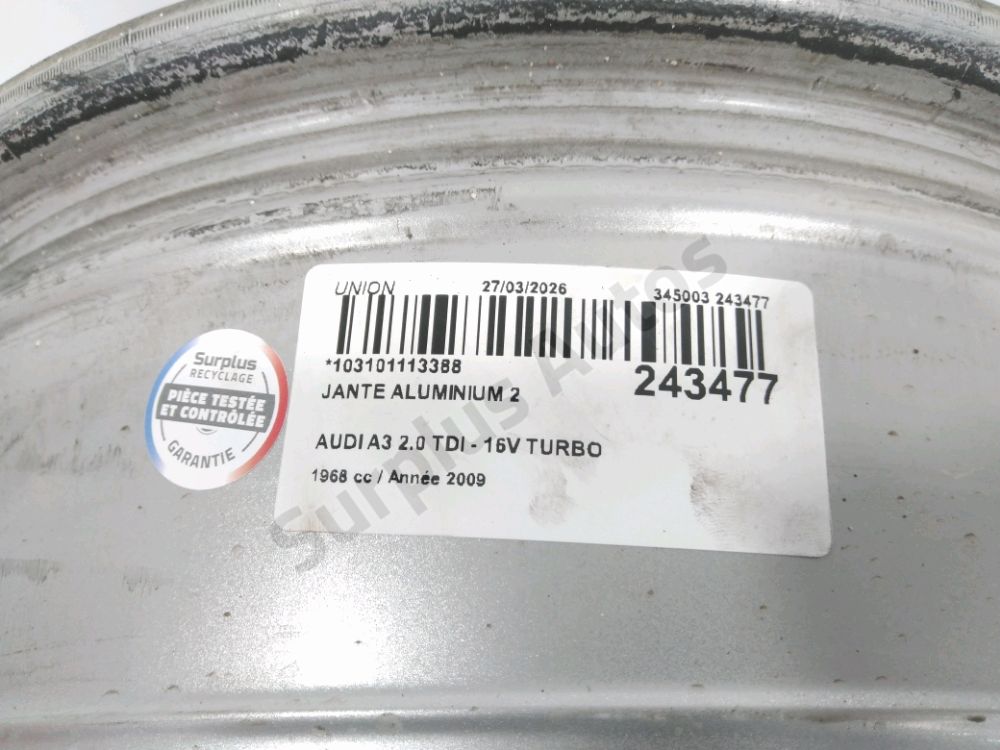 UNION 27/03/2026 345003 243477
*103101113388
243477
JANTE ALUMINIUM 2
AUDI A3 2.0 TDI - 16V TURBO
1968 cc / Année 2009
Surplus
RECYCLAGE
PIÈCE TESTÉE
ET CONTRÔLÉE
GARANTIE
Surplus Autos